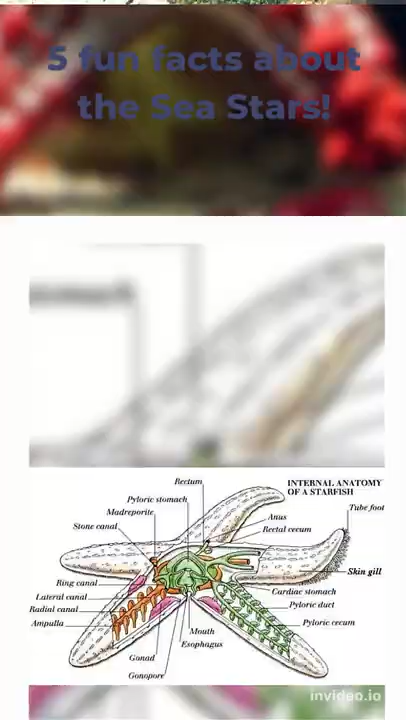 5 fun facts about
the Sea Stars!
Rectum
INTERNAL ANATOMY
OF A STARFISH
Pyloric stomach
Tube foot
Madreporite
Anus
Stone canal
Rectal cecum
Skin gill
Ring canal
Cardiac stomach
Lateral canal
Pyloric duct
Radial canal
Ampulla
Pyloric cecum
Mouth
Esophagus
Gonad
Gonopore
invideo.io